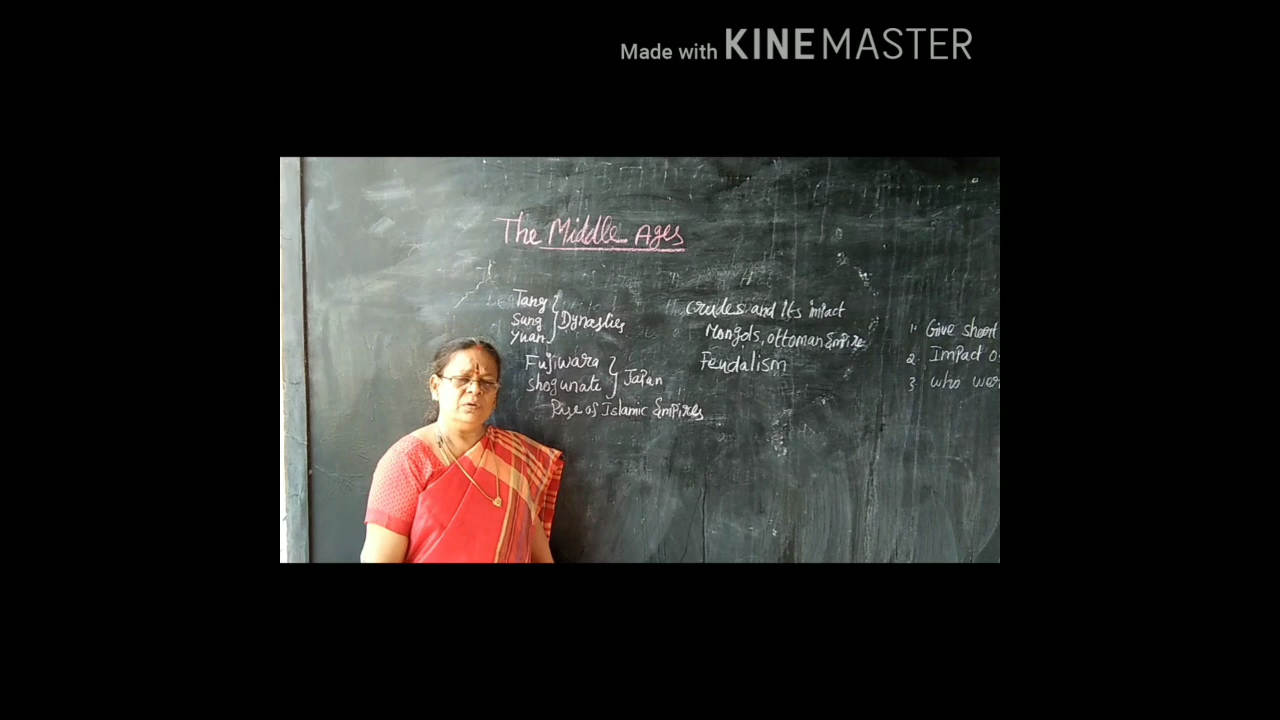 Made with KINEMASTER
The Middle Ages
Tang
Sung
Yuan
Dynasties
Fujiwara
Shogunate
Japan
Rise of Islamic Empires
crudes and its impact
Mongols, ottoman Empire
Feudalism
1. Give short
2. Impact o
3 who wer